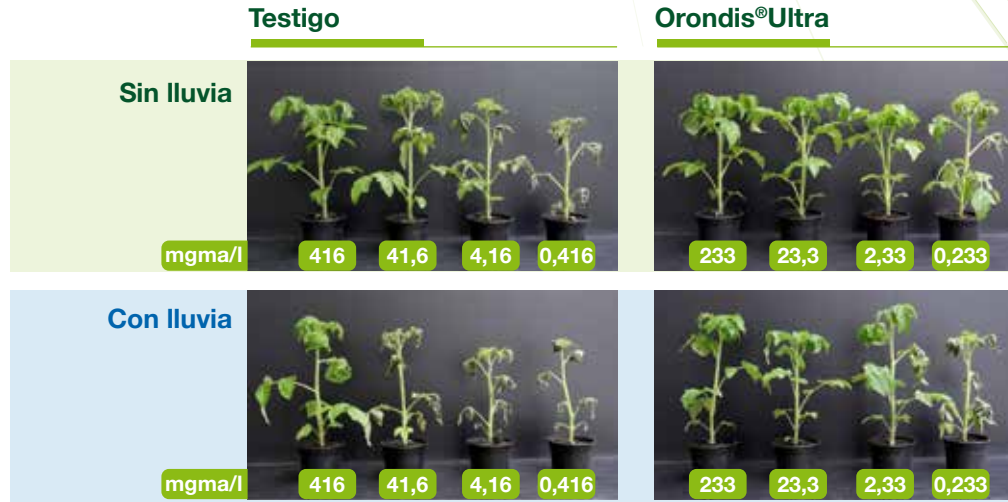 Testigo
Orondis®Ultra
Sin lluvia
mgma/l 416 41,6 4,16 0,416 233 23,3 2,33 0,233
Con lluvia
mgma/l 416 41,6 4,16 0,416 233 23,3 2,33 0,233